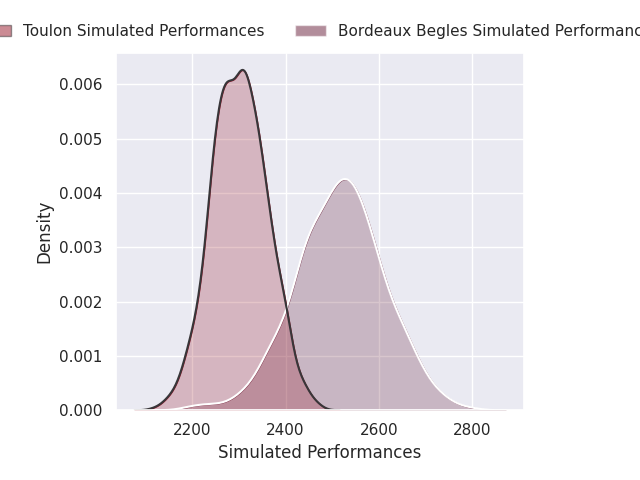 Toulon Simulated Performances
Bordeaux Begles Simulated Performanc
0.006
0.005
0.004
0.003
0.002
0.001
0.000
Density
2200
2400
2600
2800
Simulated Performances